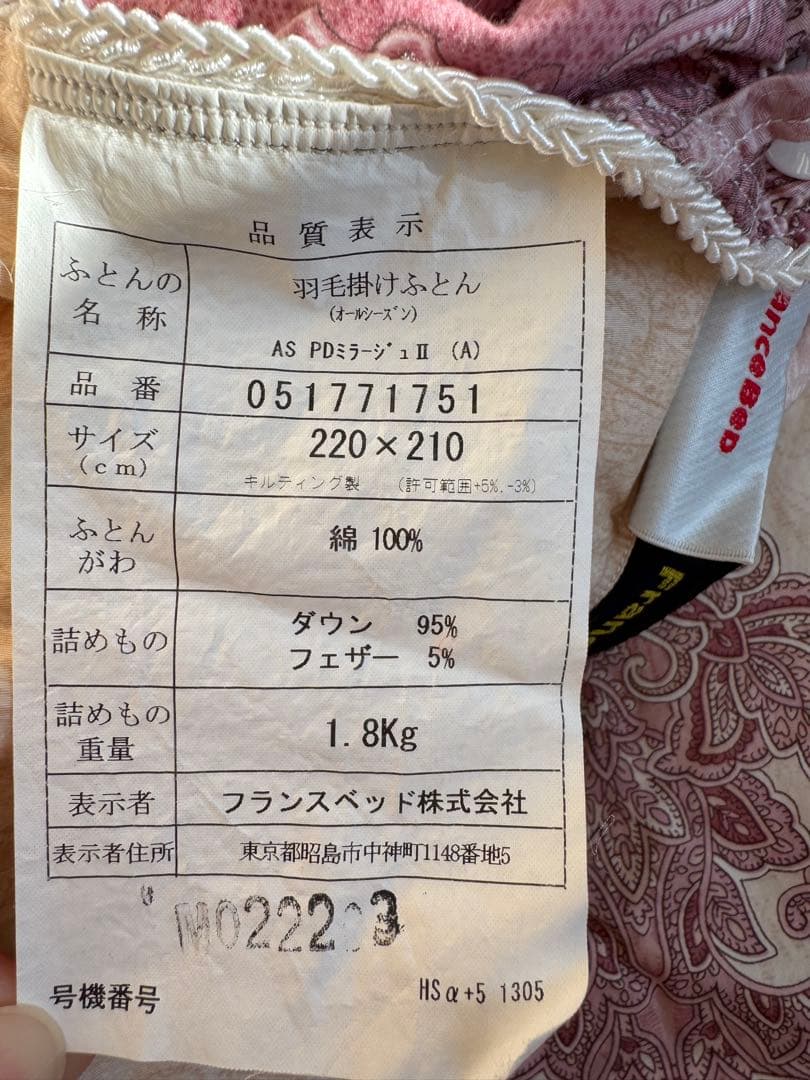 品質表示
ふとんの名称
羽毛掛けふとん
(オールシーズン)
AS PDミラージュⅡ (A)
品番
051771751
サイズ
(cm)
220×210
キルティング製 (許可範囲+5%,-3%)
ふとんがわ
綿 100%
詰めもの
ダウン 95%
フェザー 5%
詰めもの重量
1.8Kg
表示者
フランスベッド株式会社
表示者住所
東京都昭島市中神町1148番地5
号機番号
HSα+5 1305
anceBeD
Fran